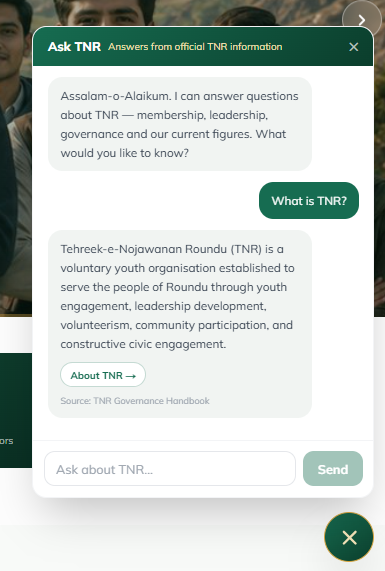 Ask TNR Answers from official TNR information
Assalam-o-Alaikum. I can answer questions
about TNR — membership, leadership,
governance and our current figures. What
would you like to know?
What is TNR?
Tehreek-e-Nojawanan Roundu (TNR) is a
voluntary youth organisation established to
serve the people of Roundu through youth
engagement, leadership development,
volunteerism, community participation, and
constructive civic engagement.
About TNR →
Source: TNR Governance Handbook
ors
Ask about TNR...
Send